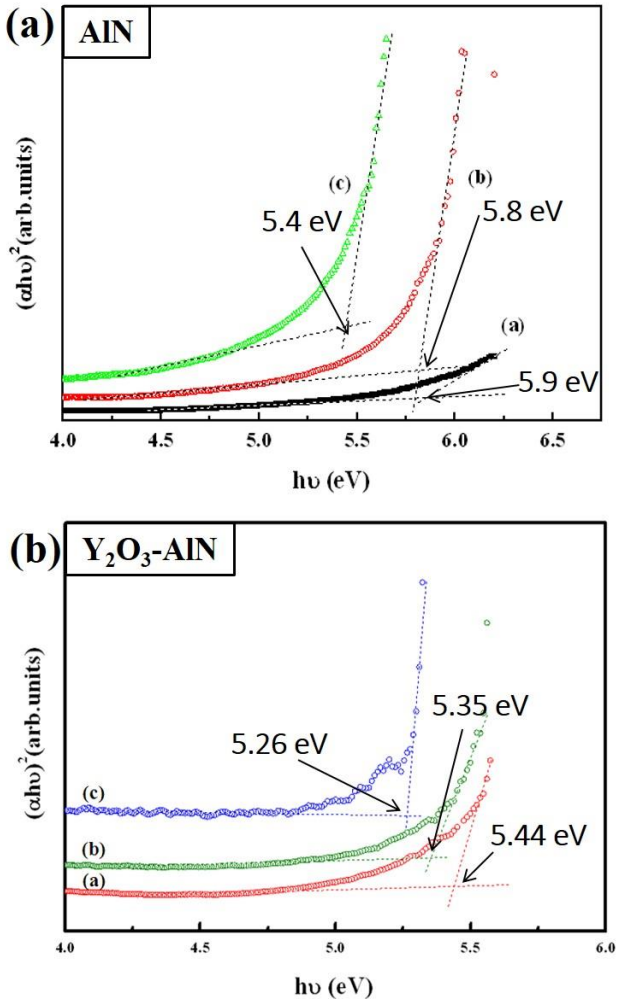 (a) AlN
(αhυ)² (arb.units)
(c)
(b)
(a)
5.4 eV
5.8 eV
5.9 eV
4.0 4.5 5.0 5.5 6.0 6.5
hυ (eV)
(b) Y₂O₃-AlN
(αhυ)² (arb.units)
5.26 eV
5.35 eV
5.44 eV
(c)
(b)
(a)
4.0 4.5 5.0 5.5 6.0
hυ (eV)